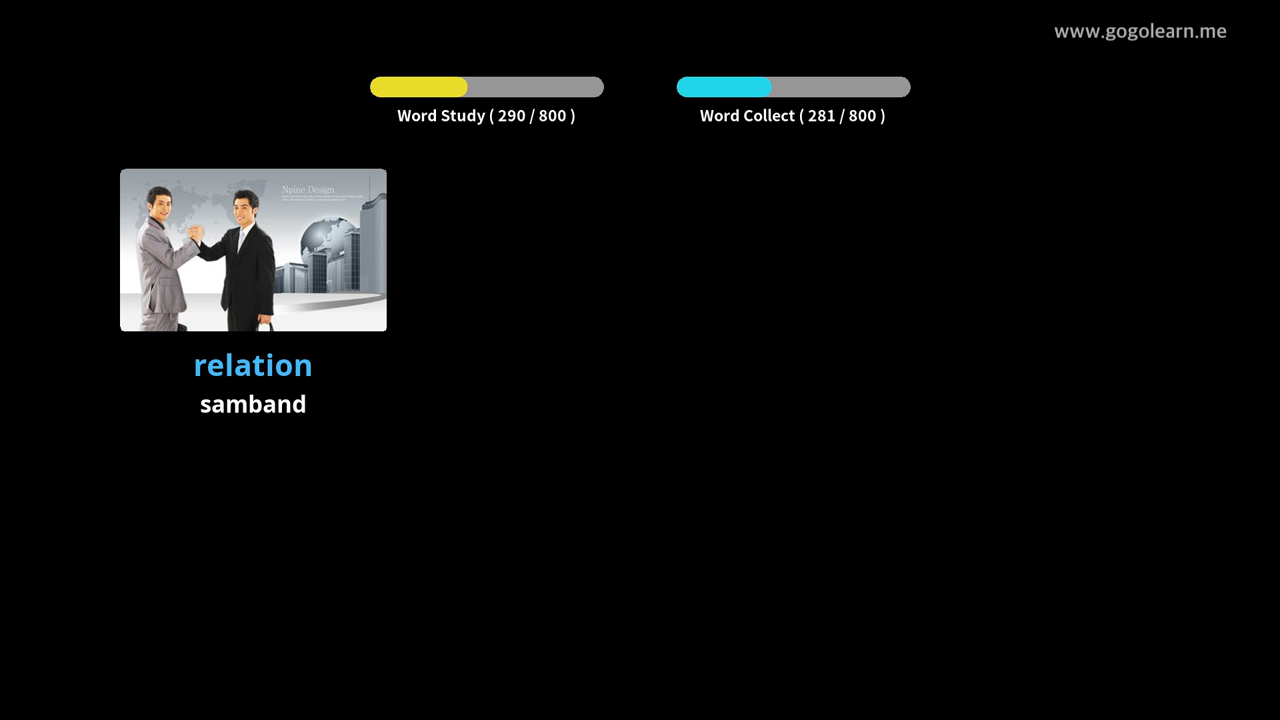 www.gogolearn.me
Word Study ( 290 / 800 )
Word Collect ( 281 / 800 )
Npine Design
relation
samband